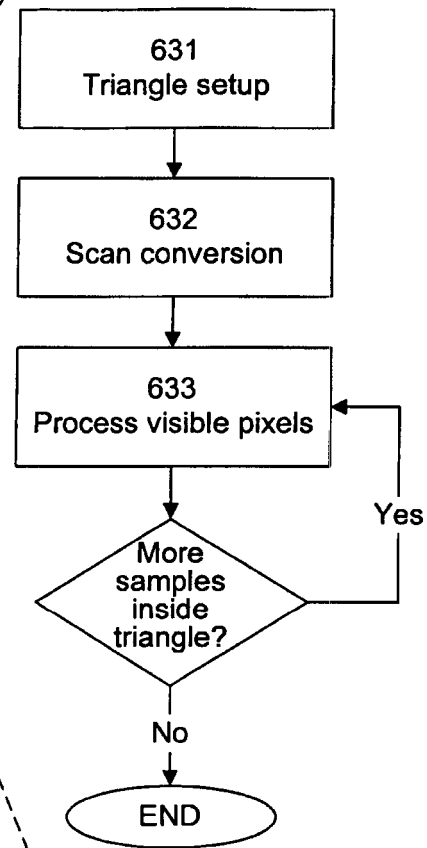 631
Triangle setup
632
Scan conversion
633
Process visible pixels
Yes
More
samples
inside
triangle?
No
END